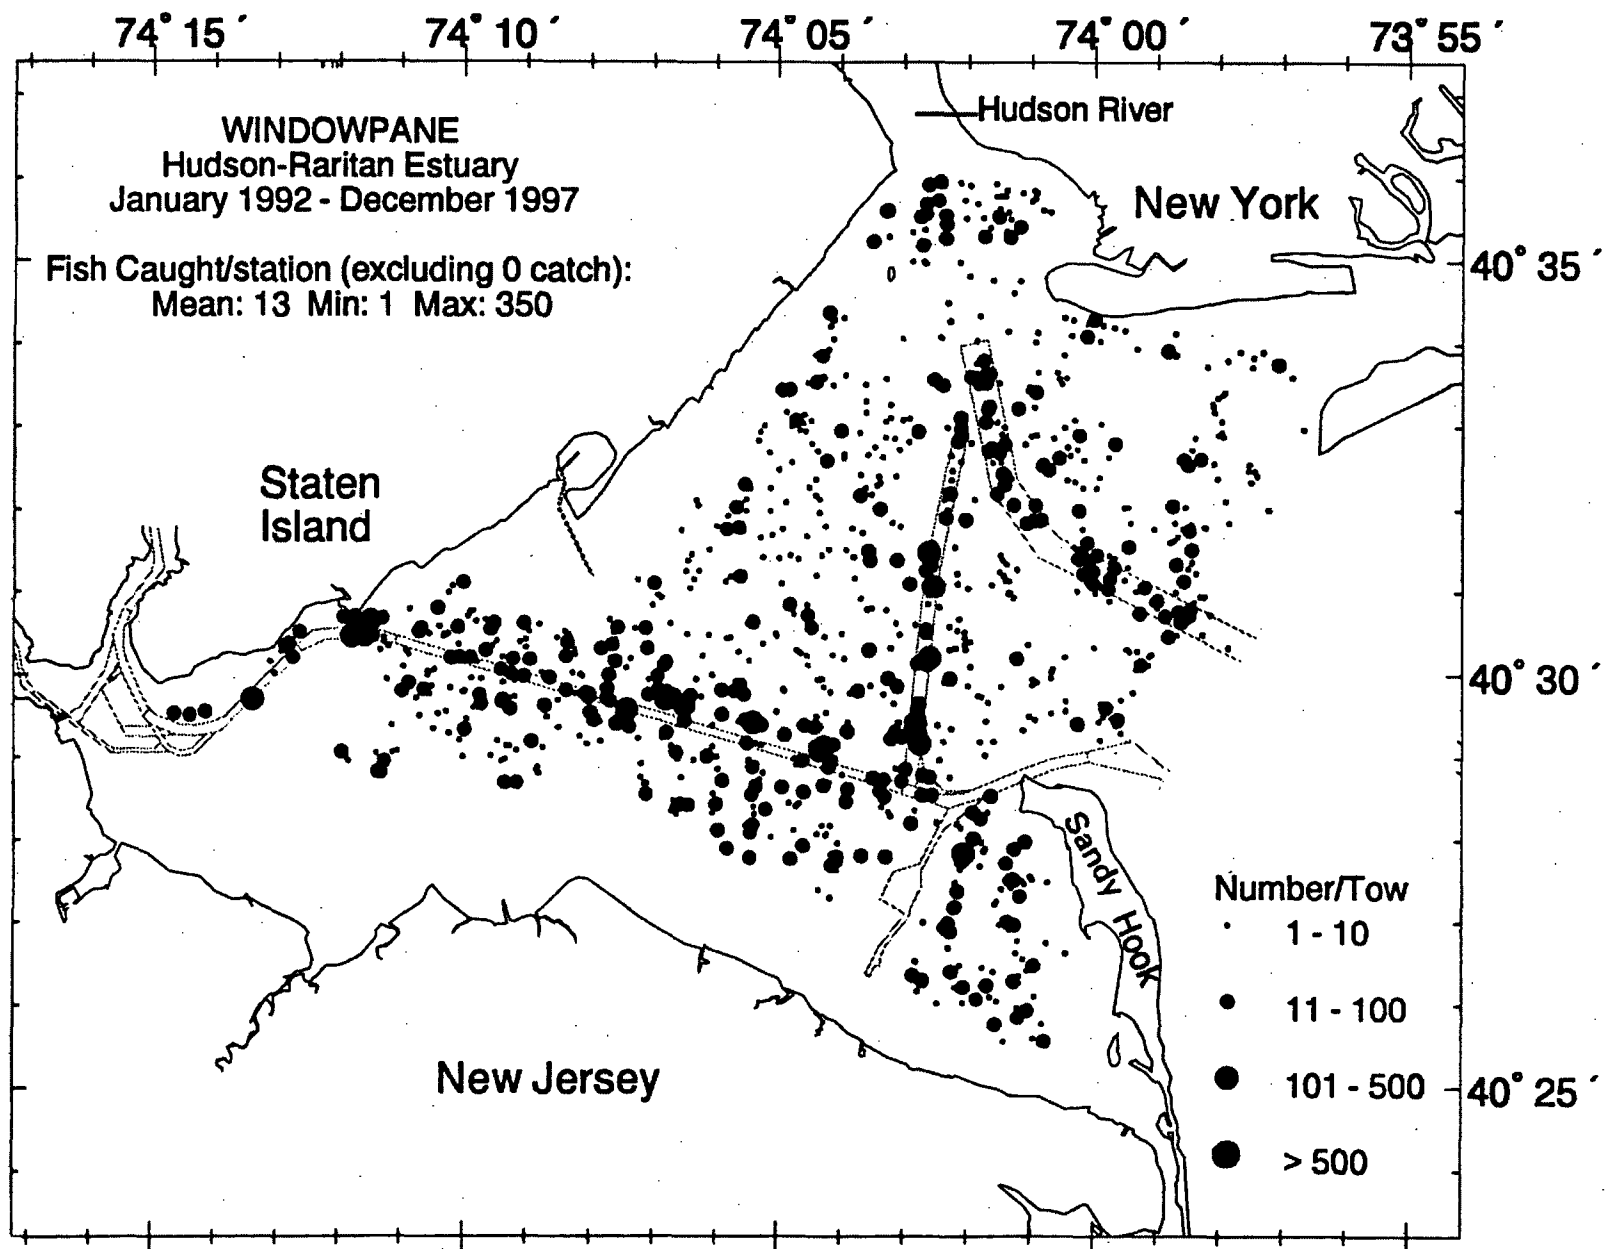 74° 15 ´ 74° 10 ´ 74° 05 ´ 74° 00 ´ 73° 55 ´
Hudson River
WINDOWPANE
Hudson-Raritan Estuary
January 1992 - December 1997
New York
Fish Caught/station (excluding 0 catch):
Mean: 13 Min: 1 Max: 350
40° 35 ´
Staten
Island
40° 30 ´
Sandy Hook
Number/Tow
1 - 10
11 - 100
101 - 500
> 500
New Jersey
40° 25 ´